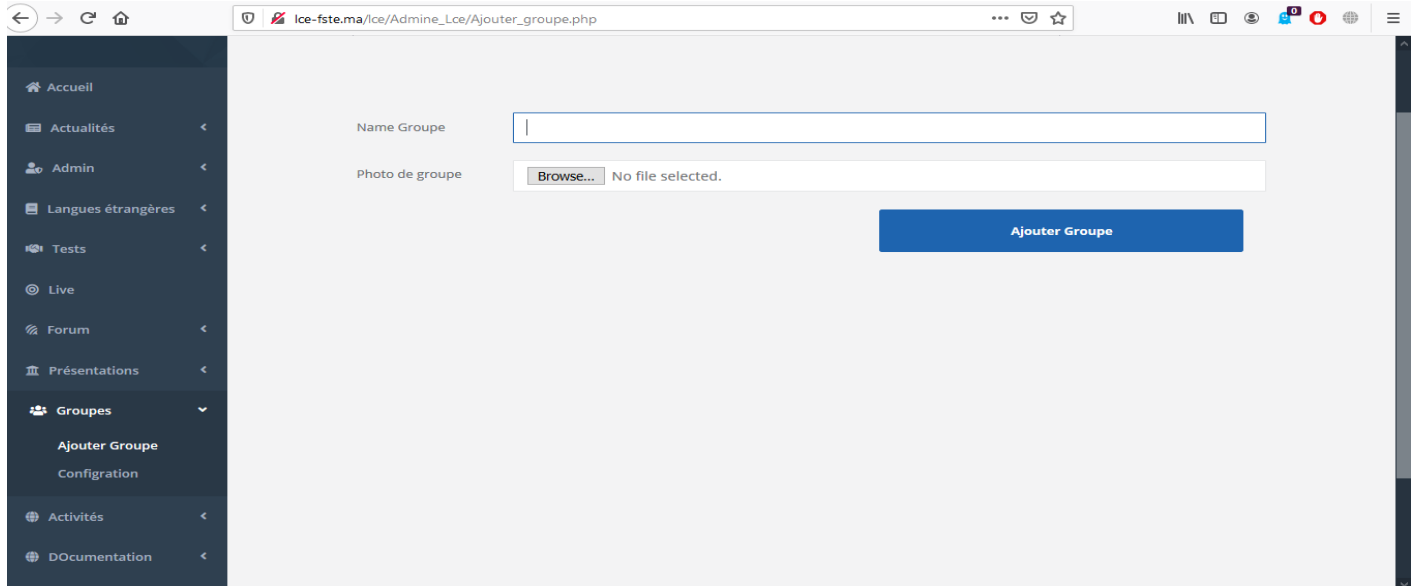 lce-fste.ma/lce/Admine_Lce/Ajouter_groupe.php
0
Accueil
Actualités
Admin
Langues étrangères
Tests
Live
Forum
Présentations
Groupes
Ajouter Groupe
Configration
Activités
DOcumentation
Name Groupe
Photo de groupe
Browse... No file selected.
Ajouter Groupe